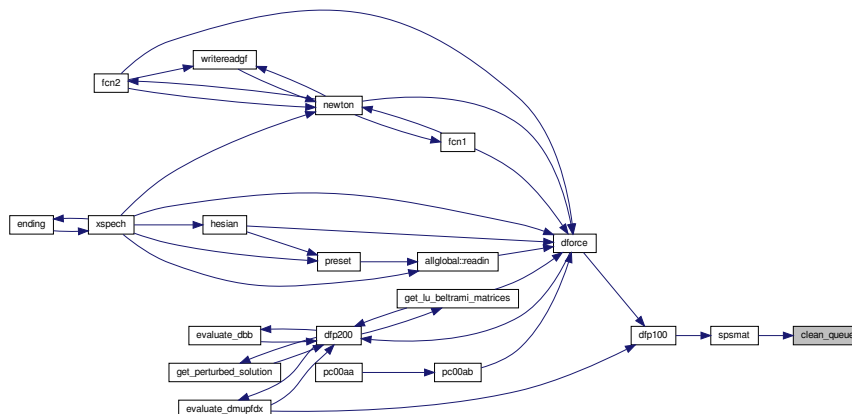 writereadgf
fcn2
newton
fcn1
ending
xspech
hesian
dforce
preset
allglobal::readin
get_lu_beltrami_matrices
evaluate_dbb
dfp200
dfp100
spsmat
clean_queue
get_perturbed_solution
pc00aa
pc00ab
evaluate_dmupfdx